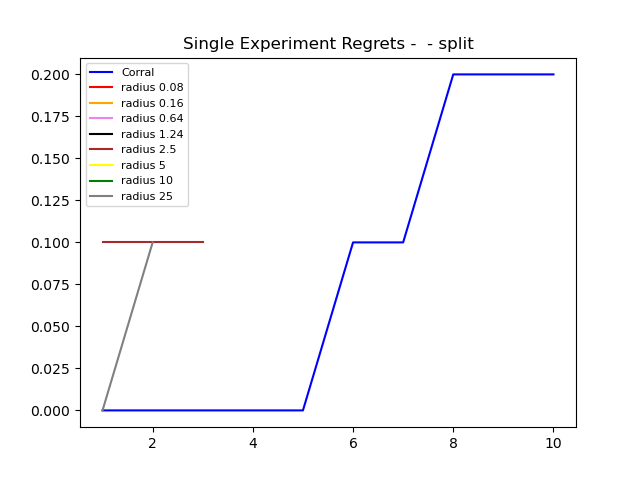 Single Experiment Regrets -  - split
0.200
0.175
0.150
0.125
0.100
0.075
0.050
0.025
0.000
Corral
radius 0.08
radius 0.16
radius 0.64
radius 1.24
radius 2.5
radius 5
radius 10
radius 25
2
4
6
8
10